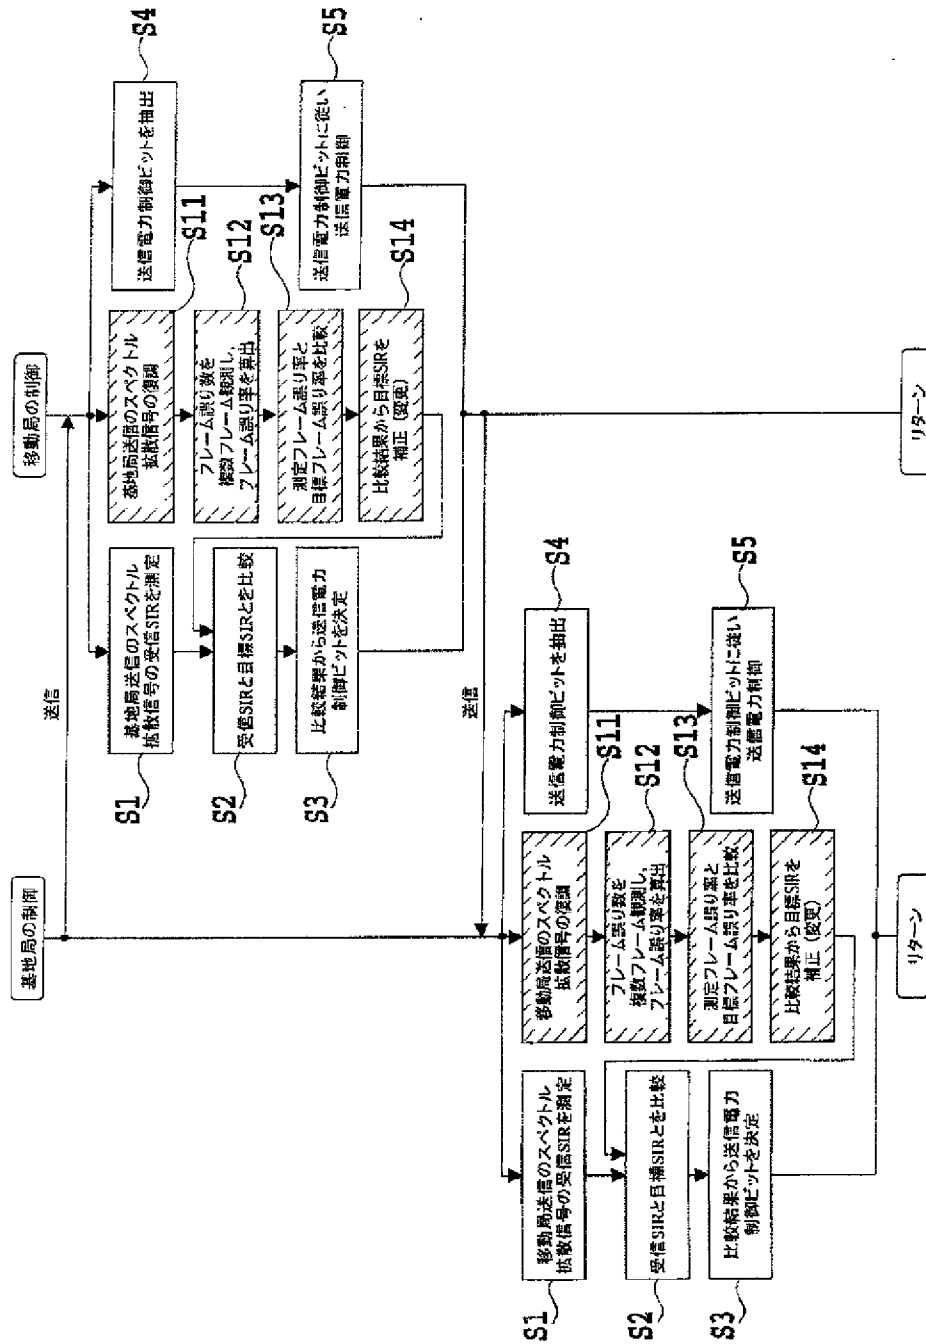 移動局の制御
送信
基地局送信のスペクトル
拡散信号の受信SIRを測定
S1
受信SIRと目標SIRとを比較
S2
比較結果から送信電力
制御ビットを決定
S3
基地局送信のスペクトル
拡散信号の復調
S11
フレーム誤り数を
複数フレーム観測し、
フレーム誤り率を算出
S12
測定フレーム誤り率と
目標フレーム誤り率を比較
S13
比較結果から目標SIRを
補正（変更）
S14
送信電力制御ビットを抽出
S4
送信電力制御ビットに従い
送信電力制御
S5
リターン
基地局の制御
送信
移動局送信のスペクトル
拡散信号の受信SIRを測定
S1
受信SIRと目標SIRとを比較
S2
比較結果から送信電力
制御ビットを決定
S3
移動局送信のスペクトル
拡散信号の復調
S11
フレーム誤り数を
複数フレーム観測し、
フレーム誤り率を算出
S12
測定フレーム誤り率と
目標フレーム誤り率を比較
S13
比較結果から目標SIRを
補正（変更）
S14
送信電力制御ビットを抽出
S4
送信電力制御ビットに従い
送信電力制御
S5
リターン